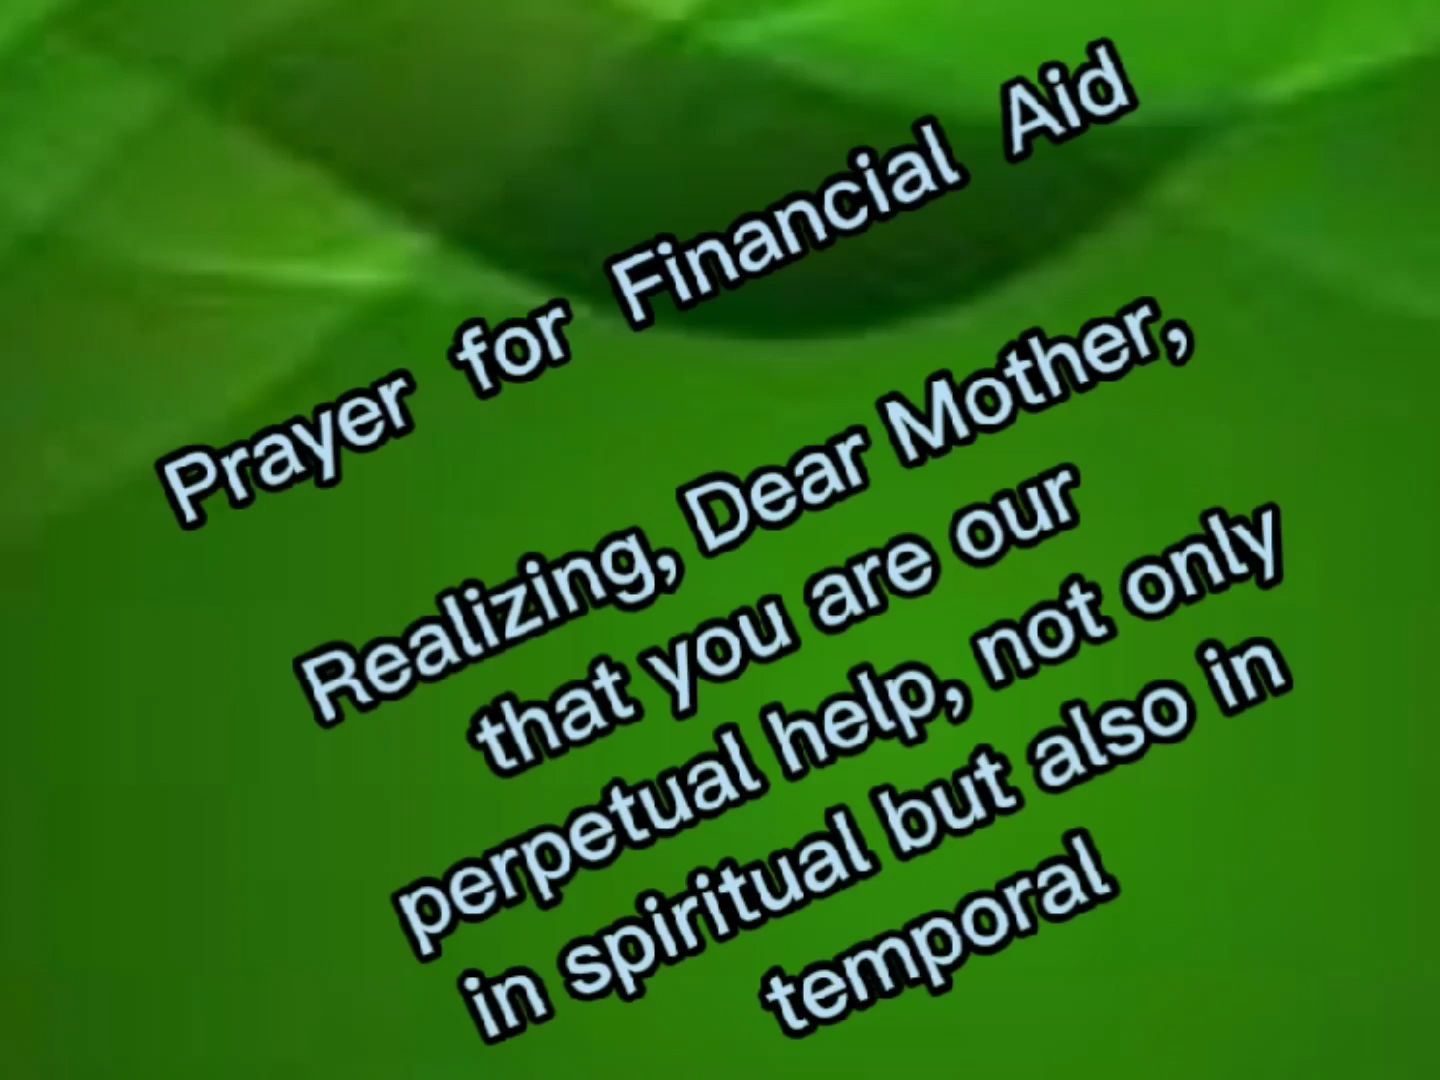 Prayer for Financial Aid
Realizing, Dear Mother,
that you are our
perpetual help, not only
in spiritual but also in
temporal